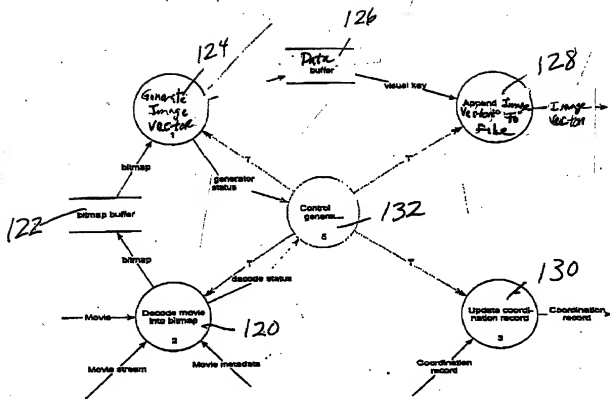 126
124
Data
buffer
128
Generate
Image
Vector
1
visual key
Append Image
Vector To
File
Image
Vector
bitmap
T
generator
status
T
122
bitmap buffer
Control
132
5
bitmap
T
decode status
T
130
Movie
Decode movie
into bitmap
2
120
Update coordi-
nation record
3
Coordination
record
Movie stream
Movie metadata
Coordination
record